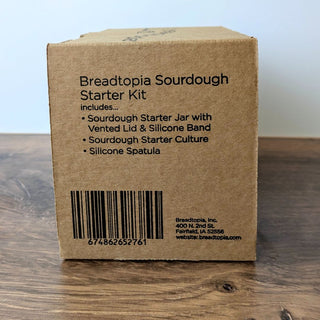 Breadtopia Sourdough
Starter Kit
includes...
• Sourdough Starter Jar with
Vented Lid & Silicone Band
• Sourdough Starter Culture
• Silicone Spatula
674862652761
Breadtopia, Inc.
400 N. 2nd St.
Fairfield, IA 52556
website: breadtopia.com